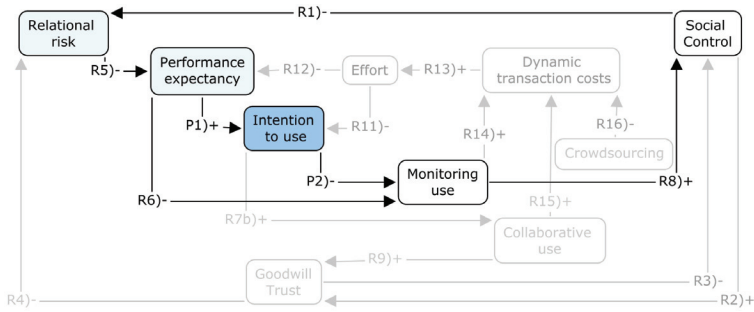 R1)-
Relational
risk
Social
Control
R5)-
Performance
expectancy
R12)-
Effort
R13)+
Dynamic
transaction costs
P1)+
Intention
to use
R11)-
R14)+
R16)-
Crowdsourcing
P2)-
Monitoring
use
R8)+
R6)-
R7b)+
R15)+
Collaborative
use
R9)+
Goodwill
Trust
R3)-
R4)-
R2)+